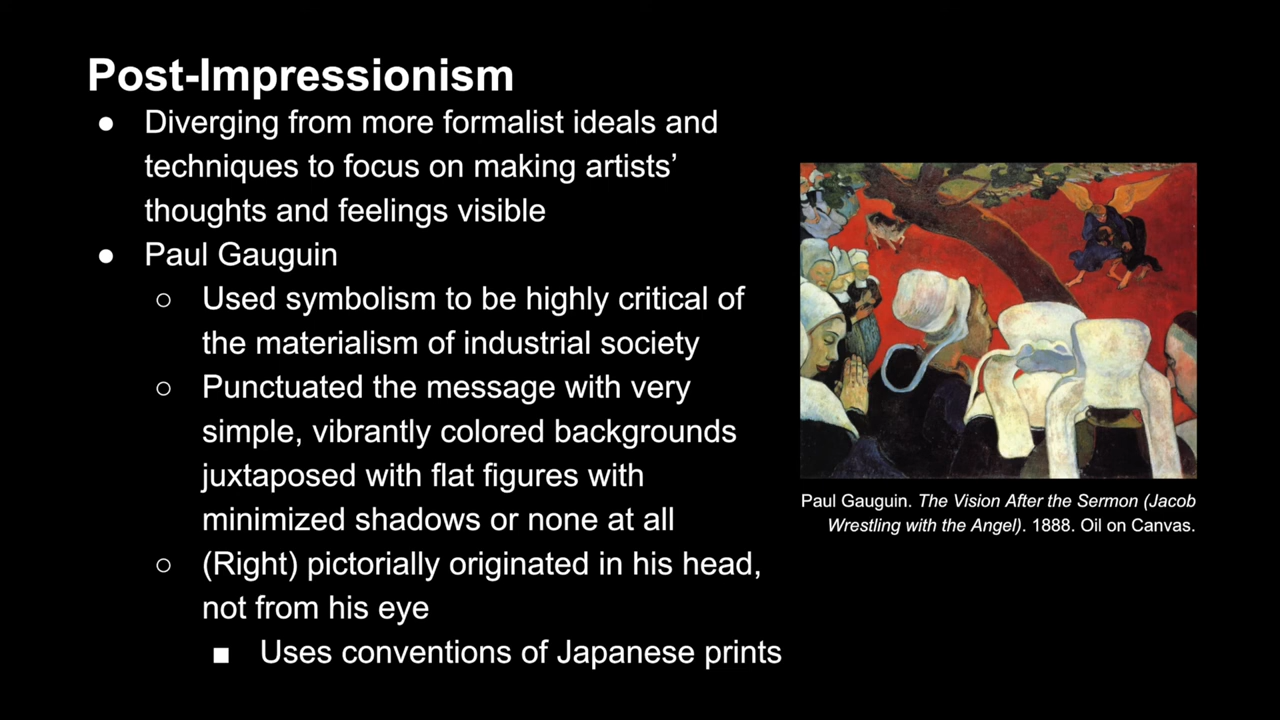 Post-Impressionism
● Diverging from more formalist ideals and
techniques to focus on making artists’
thoughts and feelings visible
● Paul Gauguin
○ Used symbolism to be highly critical of
the materialism of industrial society
○ Punctuated the message with very
simple, vibrantly colored backgrounds
juxtaposed with flat figures with
minimized shadows or none at all
○ (Right) pictorially originated in his head,
not from his eye
■ Uses conventions of Japanese prints
Paul Gauguin. The Vision After the Sermon (Jacob
Wrestling with the Angel). 1888. Oil on Canvas.